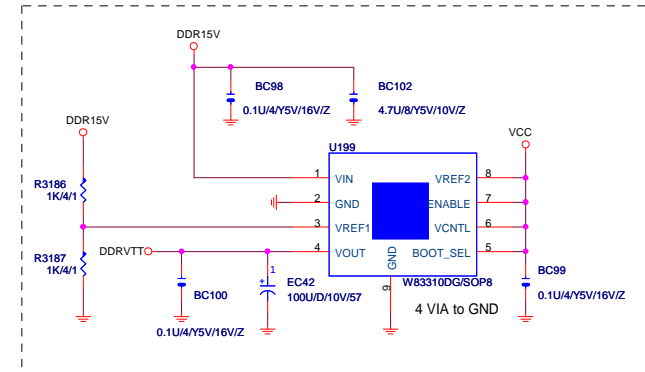 DDR15V
BC98
0.1U/4/Y5V/16V/Z
BC102
4.7U/8/Y5V/10V/Z
DDR15V
VCC
R3186
1K/4/1
U199
1 VIN VREF2 8
2 GND ENABLE 7
3 VREF1 VCNTL 6
4 VOUT BOOT_SEL 5
GND
9
W83310DG/SOP8
R3187
1K/4/1
DDRVTT
BC100
0.1U/4/Y5V/16V/Z
+ 1
EC42
100U/D/10V/57
4 VIA to GND
BC99
0.1U/4/Y5V/16V/Z